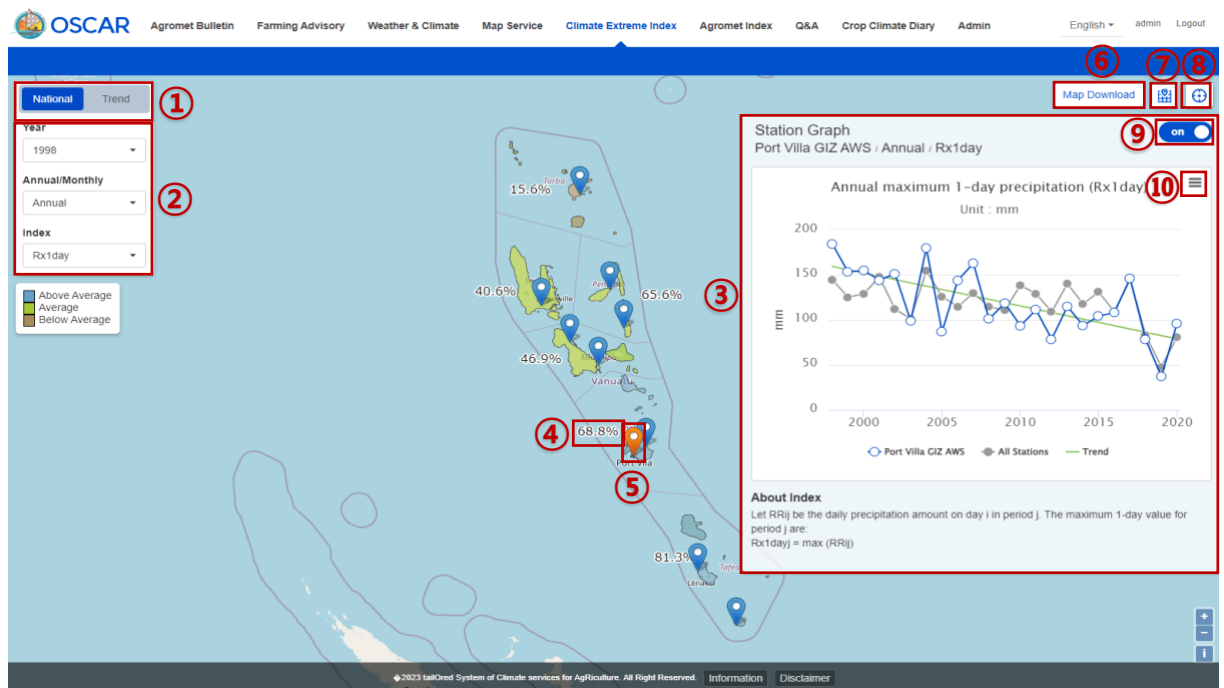 OSCAR Agromet Bulletin Farming Advisory Weather & Climate Map Service Climate Extreme Index Agromet Index Q&A Crop Climate Diary Admin English admin Logout
⑥ ⑦ ⑧
National Trend ①
Map Download
Year
1998
Annual/Monthly
Annual ②
Index
Rx1day
Above Average
Average
Below Average
Torba
15.6%
40.6%
65.6%
46.9%
Vanuatu
④ 68.8%
Port Vila
⑤
81.3%
Lénakel
③
Station Graph ⑨ on
Port Villa GIZ AWS / Annual / Rx1day
Annual maximum 1-day precipitation (Rx1day) ⑩
Unit : mm
200
150
100
50
0
mm
2000 2005 2010 2015 2020
Port Villa GIZ AWS All Stations Trend
About Index
Let RRij be the daily precipitation amount on day i in period j. The maximum 1-day value for
period j are:
Rx1dayj = max (RRij)
+
−
i
�2023 tailOred System of Climate services for AgRiculture. All Right Reserved. Information Disclaimer